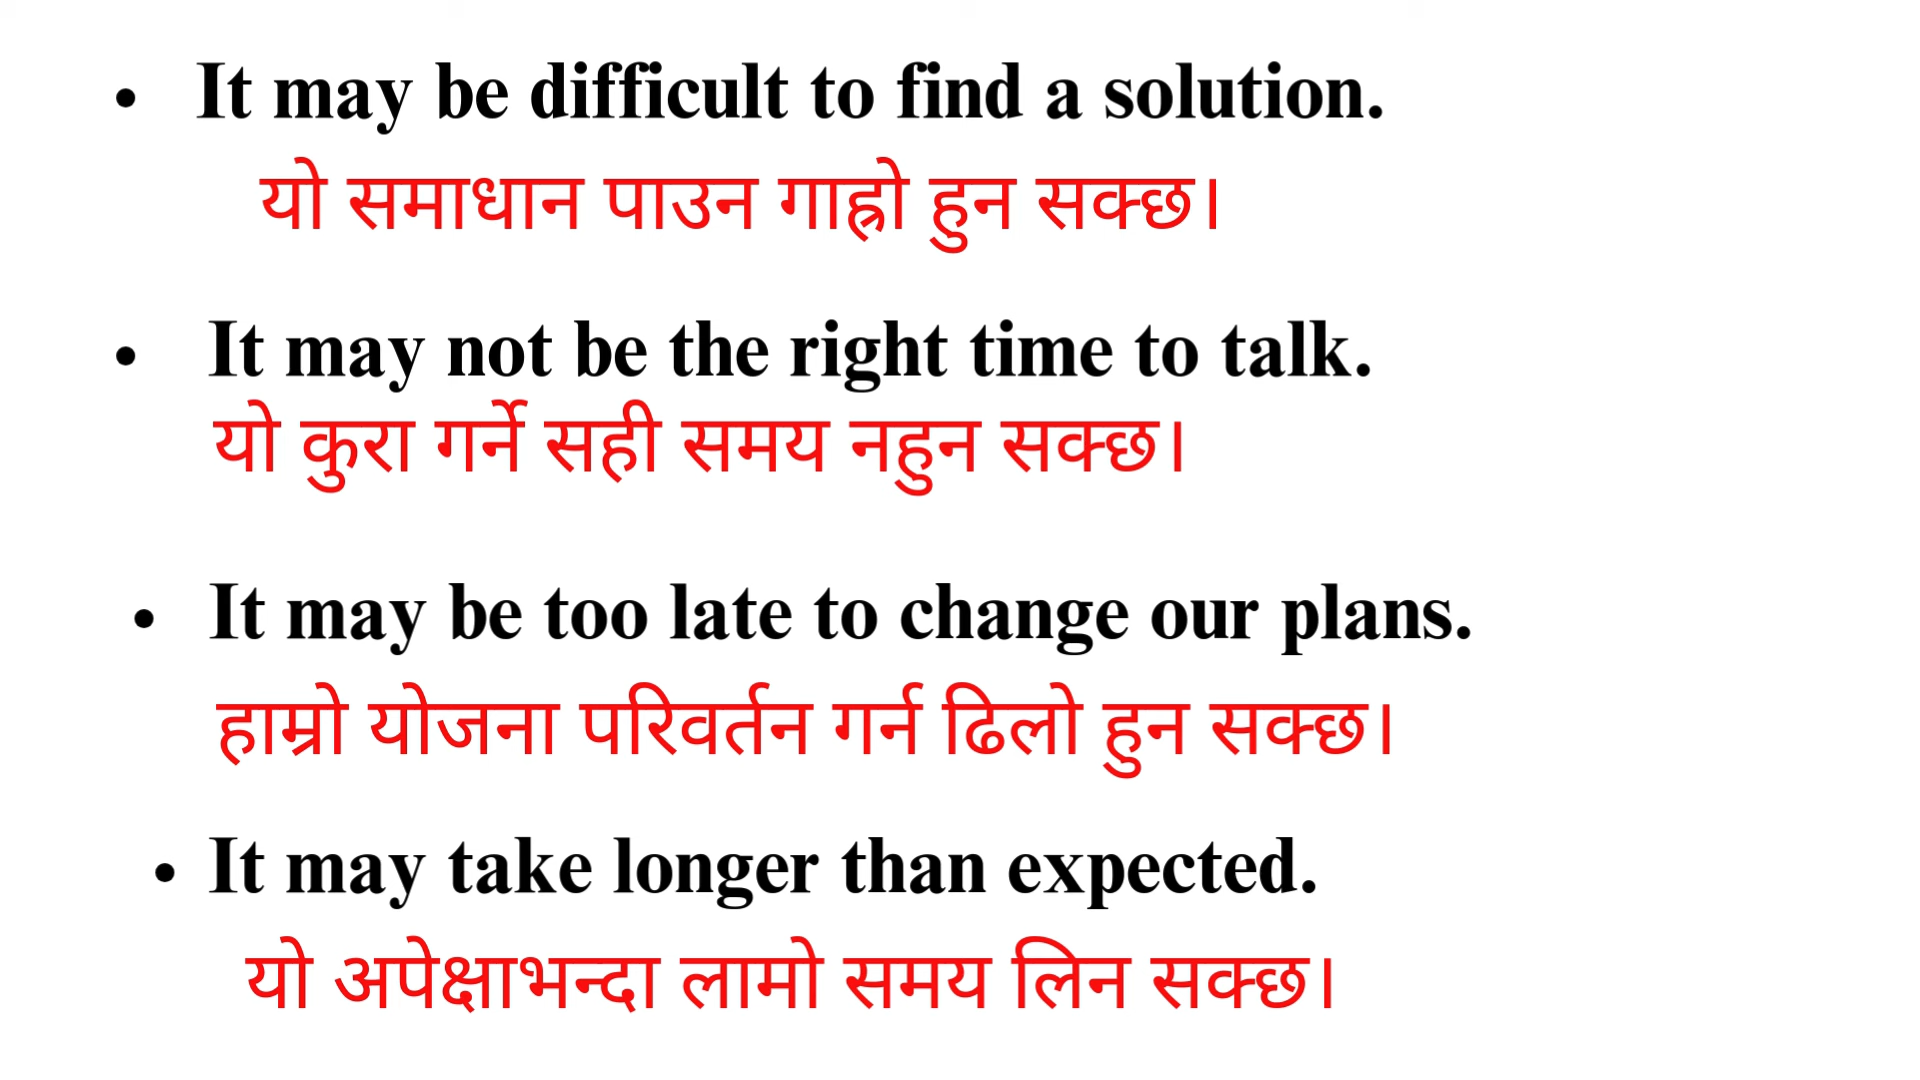 • It may be difficult to find a solution.
यो समाधान पाउन गाह्रो हुन सक्छ।
• It may not be the right time to talk.
यो कुरा गर्ने सही समय नहुन सक्छ।
• It may be too late to change our plans.
हाम्रो योजना परिवर्तन गर्न ढिलो हुन सक्छ।
• It may take longer than expected.
यो अपेक्षाभन्दा लामो समय लिन सक्छ।